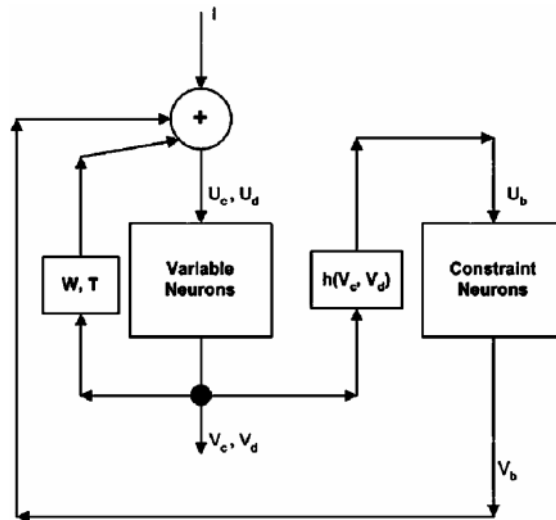 I
+
U_c, U_d
U_b
Variable
Neurons
W, T
h(V_c, V_d)
Constraint
Neurons
V_c, V_d
V_b